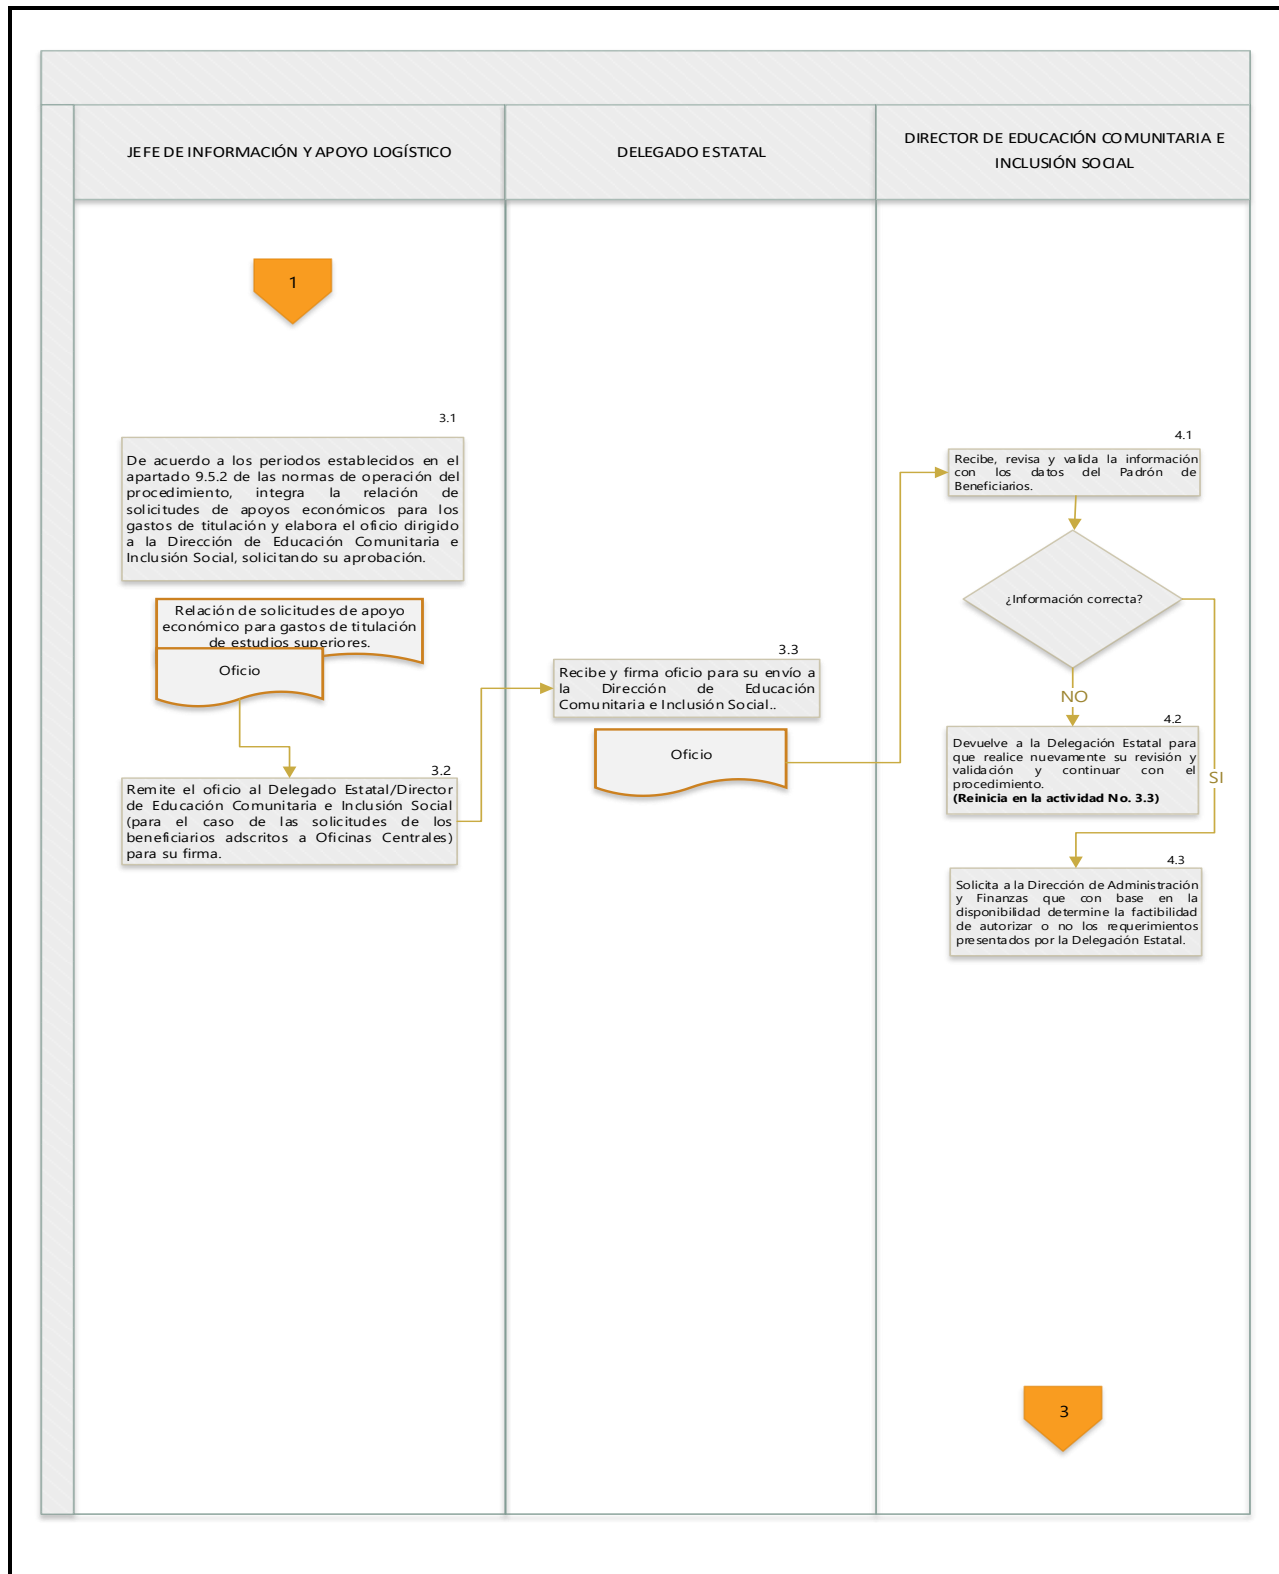 JEFE DE INFORMACIÓN Y APOYO LOGÍSTICO
DELEGADO ESTATAL
DIRECTOR DE EDUCACIÓN COMUNITARIA E
INCLUSIÓN SOCIAL
1
3.1
De acuerdo a los periodos establecidos en el
apartado 9.5.2 de las normas de operación del
procedimiento, integra la relación de
solicitudes de apoyos económicos para los
gastos de titulación y elabora el oficio dirigido
a la Dirección de Educación Comunitaria e
Inclusión Social, solicitando su aprobación.
Relación de solicitudes de apoyo
económico para gastos de titulación
de estudios superiores.
Oficio
3.2
Remite el oficio al Delegado Estatal/Director
de Educación Comunitaria e Inclusión Social
(para el caso de las solicitudes de los
beneficiarios adscritos a Oficinas Centrales)
para su firma.
3.3
Recibe y firma oficio para su envío a
la Dirección de Educación
Comunitaria e Inclusión Social..
Oficio
4.1
Recibe, revisa y valida la información
con los datos del Padrón de
Beneficiarios.
¿Información correcta?
NO
SI
4.2
Devuelve a la Delegación Estatal para
que realice nuevamente su revisión y
validación y continuar con el
procedimiento.
(Reinicia en la actividad No. 3.3)
4.3
Solicita a la Dirección de Administración
y Finanzas que con base en la
disponibilidad determine la factibilidad
de autorizar o no los requerimientos
presentados por la Delegación Estatal.
3